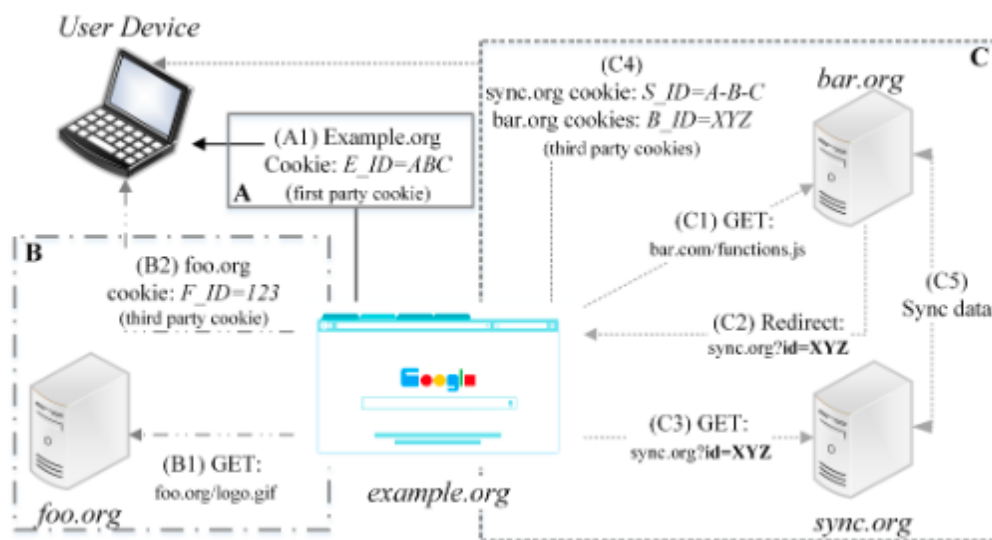 User Device
C
(C4)
sync.org cookie: S_ID=A-B-C
bar.org cookies: B_ID=XYZ
(third party cookies)
bar.org
(A1) Example.org
Cookie: E_ID=ABC
(first party cookie)
A
(C1) GET:
bar.com/functions.js
B
(B2) foo.org
cookie: F_ID=123
(third party cookie)
(C5)
Sync data
(C2) Redirect:
sync.org?id=XYZ
Google
(C3) GET:
sync.org?id=XYZ
(B1) GET:
foo.org/logo.gif
foo.org
example.org
sync.org